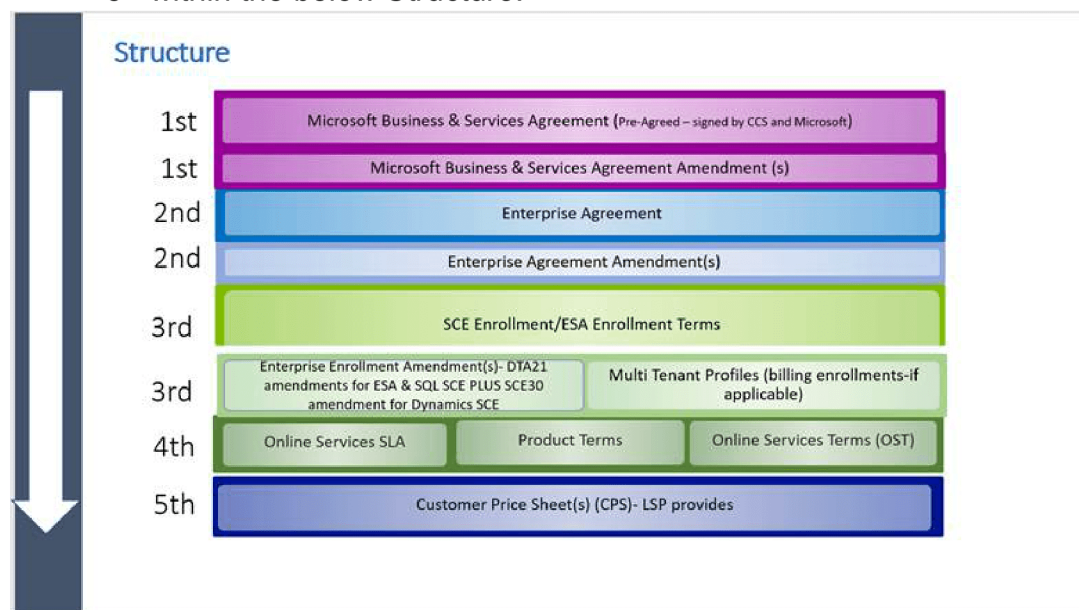 Structure
1st
Microsoft Business & Services Agreement (Pre-Agreed – signed by CCS and Microsoft)
1st
Microsoft Business & Services Agreement Amendment (s)
2nd
Enterprise Agreement
2nd
Enterprise Agreement Amendment(s)
3rd
SCE Enrollment/ESA Enrollment Terms
3rd
Enterprise Enrollment Amendment(s)- DTA21
amendments for ESA & SQL SCE PLUS SCE30
amendment for Dynamics SCE
Multi Tenant Profiles (billing enrollments-if
applicable)
4th
Online Services SLA
Product Terms
Online Services Terms (OST)
5th
Customer Price Sheet(s) (CPS)- LSP provides